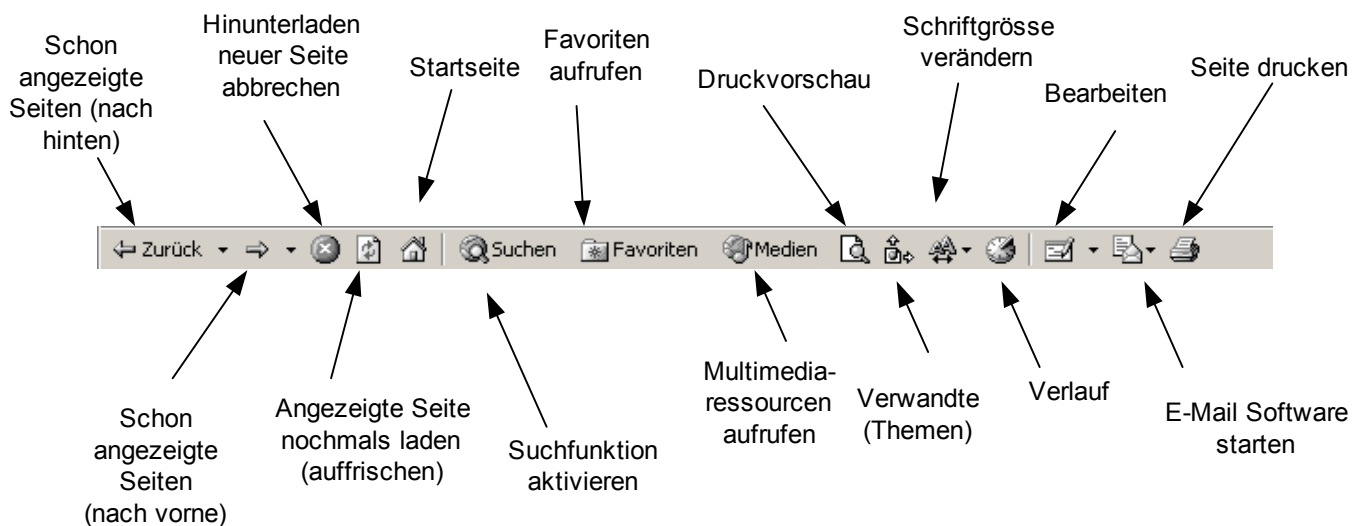 Schon
angezeigte
Seiten (nach
hinten)
Hinunterladen
neuer Seite
abbrechen
Startseite
Favoriten
aufrufen
Druckvorschau
Schriftgrösse
verändern
Bearbeiten
Seite drucken
Zurück Suchen Favoriten Medien
Schon
angezeigte
Seiten
(nach vorne)
Angezeigte Seite
nochmals laden
(auffrischen)
Suchfunktion
aktivieren
Multimedia-
ressourcen
aufrufen
Verwandte
(Themen)
Verlauf
E-Mail Software
starten